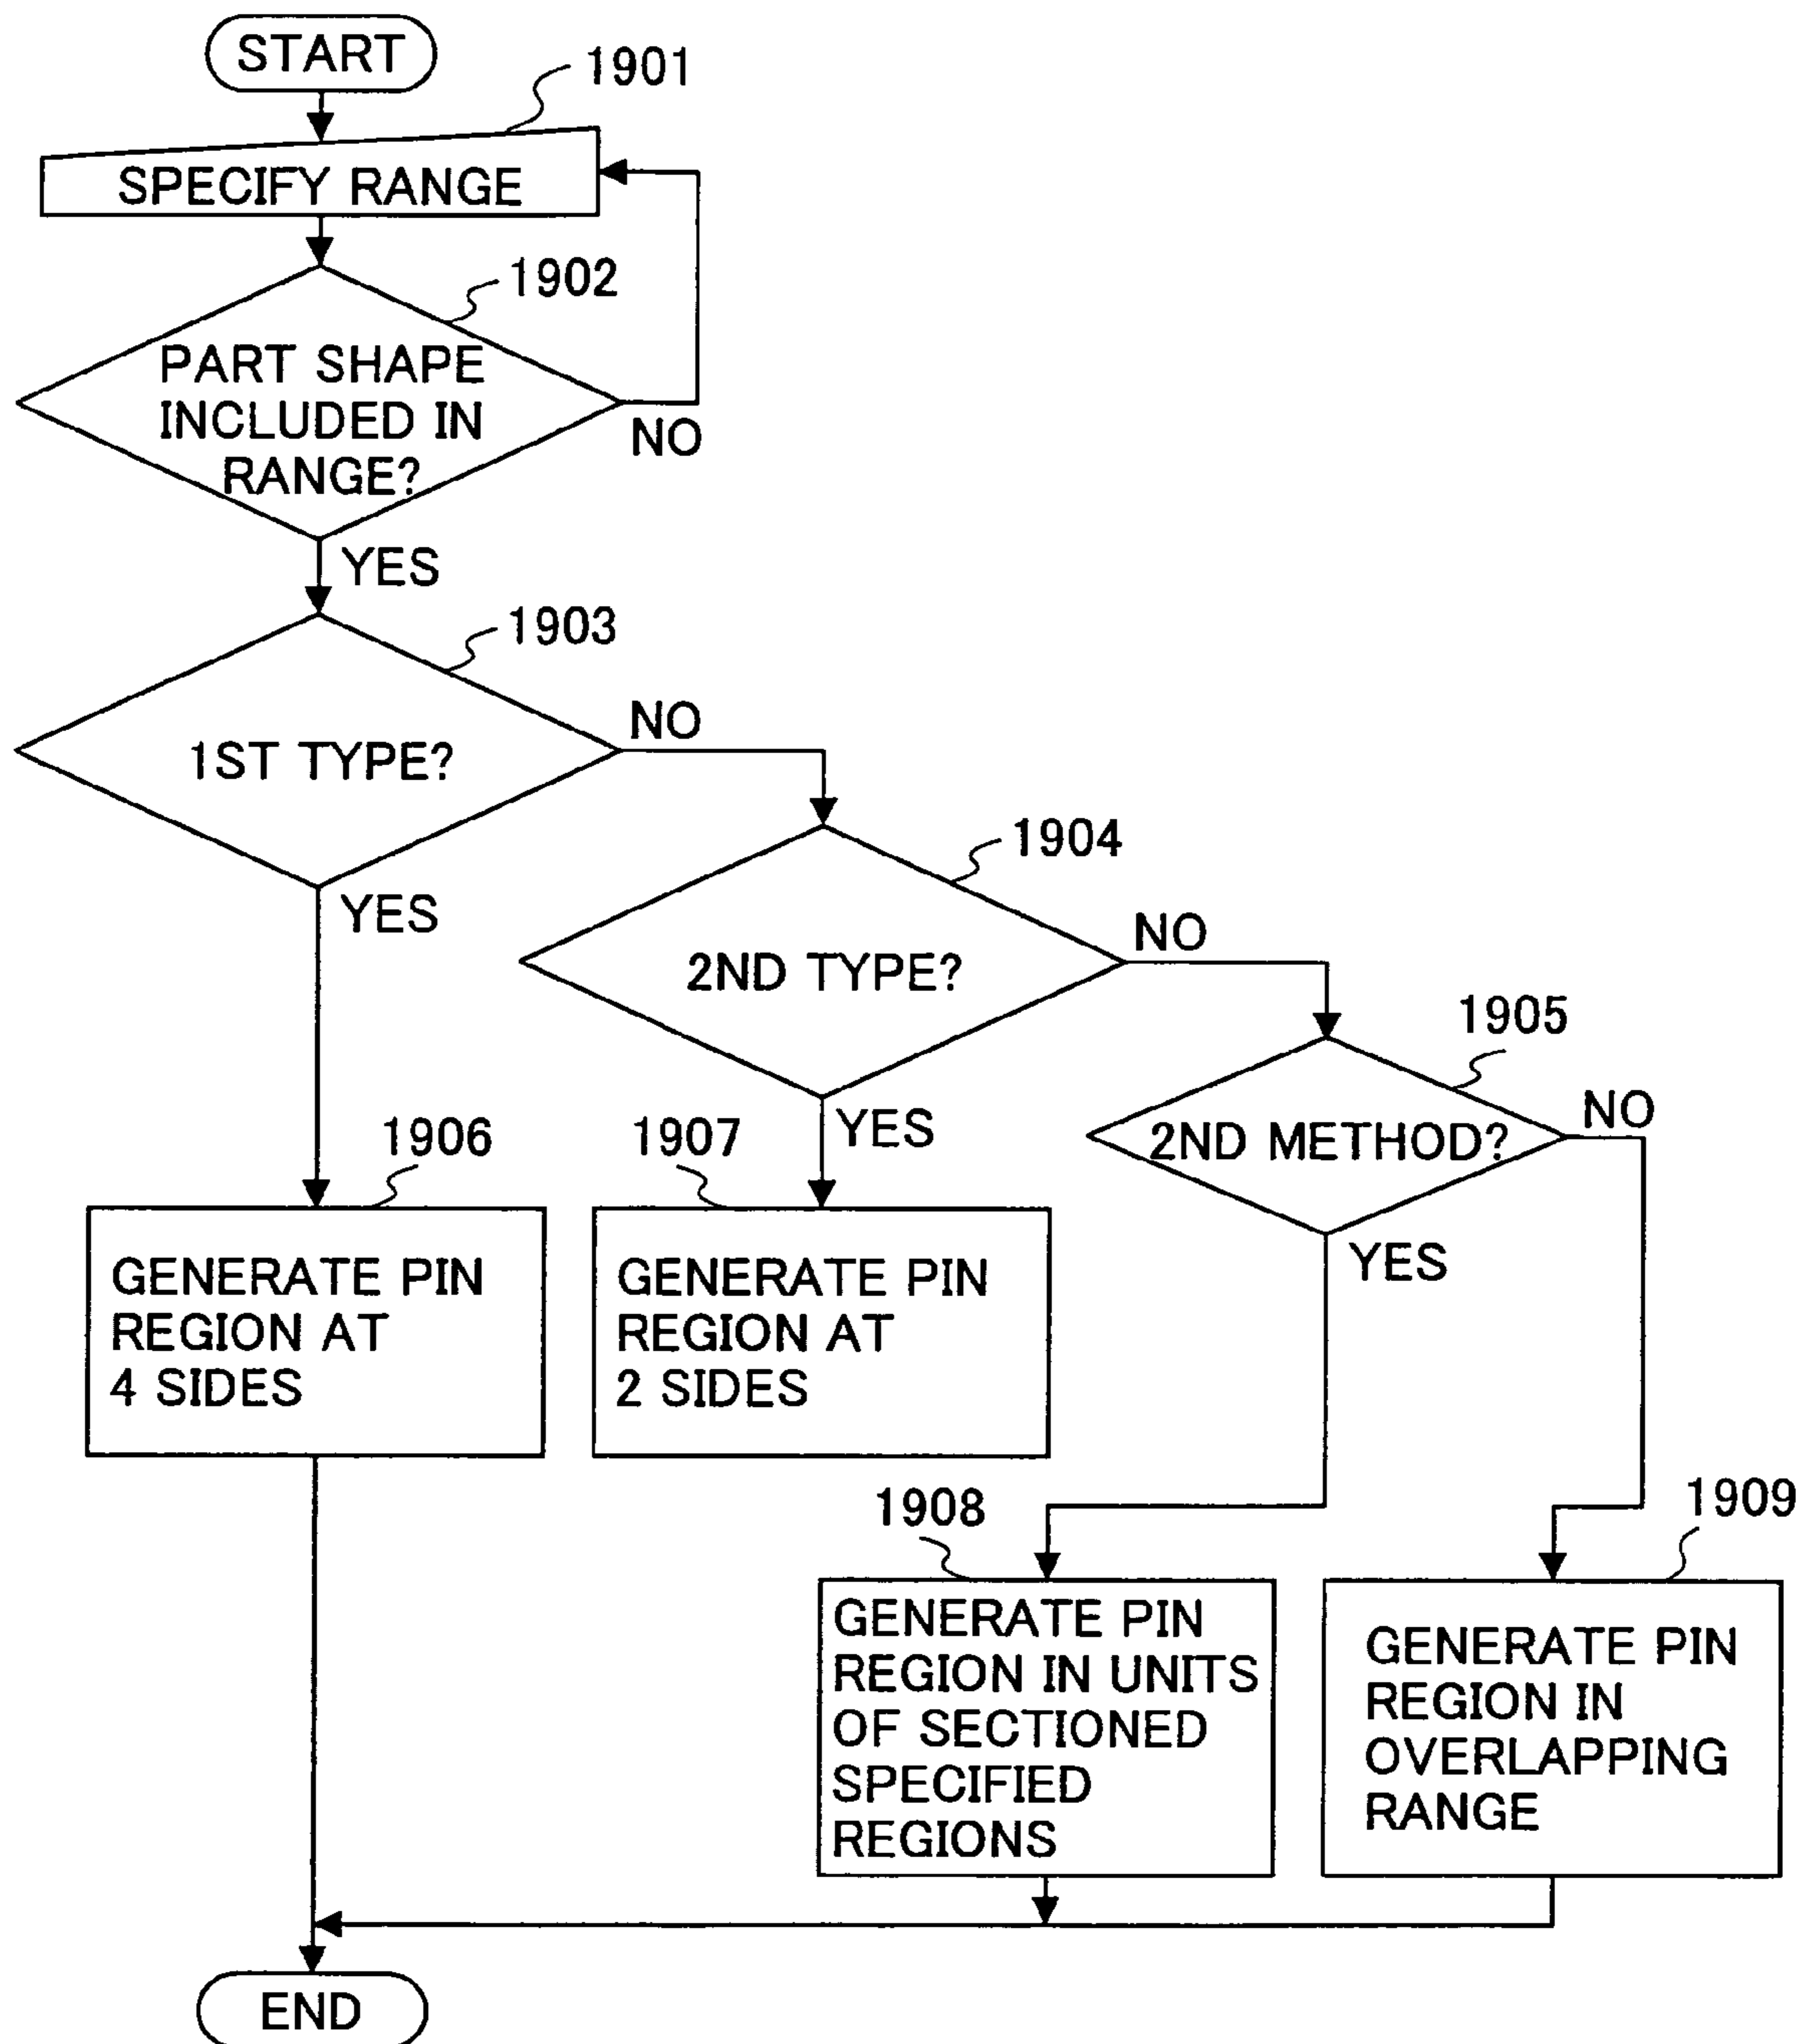 START
1901
SPECIFY RANGE
1902
PART SHAPE
INCLUDED IN
RANGE?
NO
YES
1903
1ST TYPE?
NO
YES
1904
2ND TYPE?
NO
YES
1905
2ND METHOD?
NO
YES
1906
GENERATE PIN
REGION AT
4 SIDES
1907
GENERATE PIN
REGION AT
2 SIDES
1908
GENERATE PIN
REGION IN UNITS
OF SECTIONED
SPECIFIED
REGIONS
1909
GENERATE PIN
REGION IN
OVERLAPPING
RANGE
END